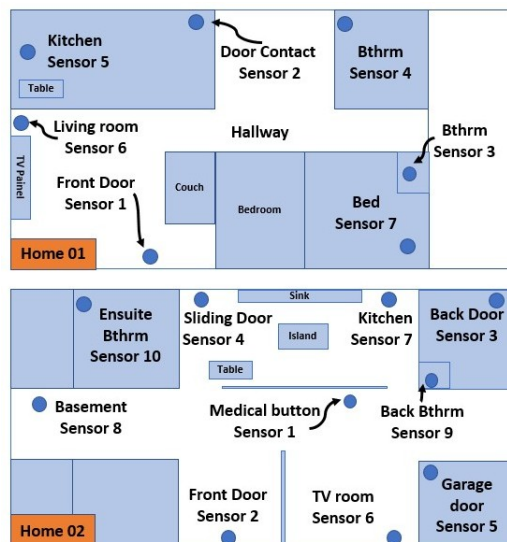 Kitchen
Sensor 5
Table
Door Contact
Sensor 2
Bthrm
Sensor 4
Living room
Sensor 6
Hallway
Bthrm
Sensor 3
TV Painel
Front Door
Sensor 1
Couch
Bedroom
Bed
Sensor 7
Home 01
Ensuite
Bthrm
Sensor 10
Sliding Door
Sensor 4
Sink
Island
Table
Kitchen
Sensor 7
Back Door
Sensor 3
Basement
Sensor 8
Medical button
Sensor 1
Back Bthrm
Sensor 9
Front Door
Sensor 2
TV room
Sensor 6
Garage
door
Sensor 5
Home 02